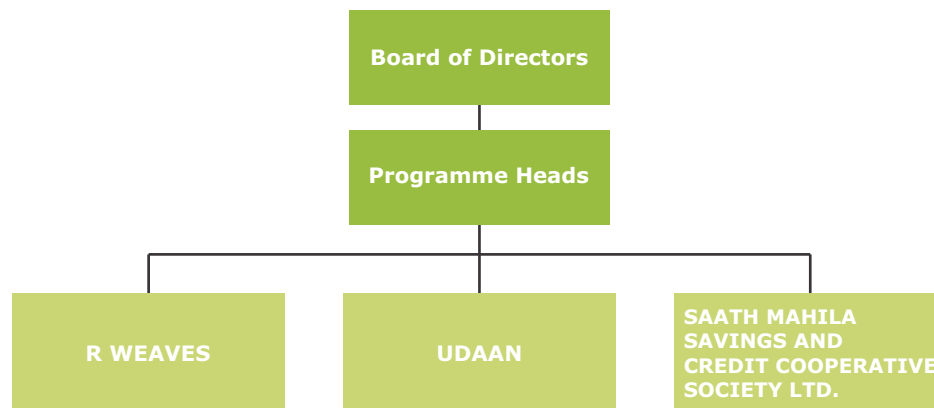 Board of Directors
Programme Heads
R WEAVES
UDAAN
SAATH MAHILA
SAVINGS AND
CREDIT COOPERATIVE
SOCIETY LTD.